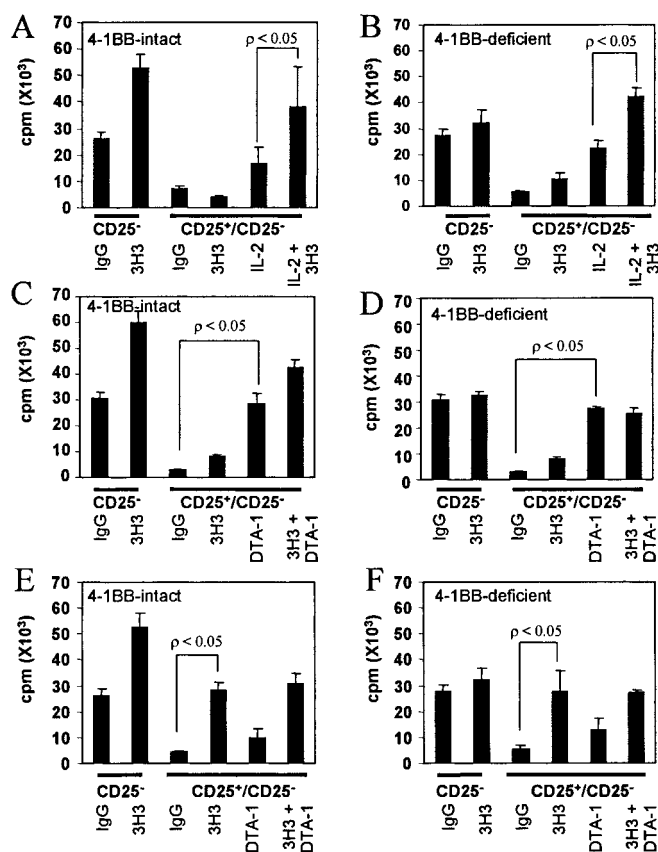 A
4-1BB-intact
ρ < 0.05
cpm (X10³)
70
60
50
40
30
20
10
0
CD25⁻
CD25⁺/CD25⁻
IgG
3H3
IgG
3H3
IL-2
IL-2 + 3H3
B
4-1BB-deficient
ρ < 0.05
cpm (X10³)
70
60
50
40
30
20
10
0
CD25⁻
CD25⁺/CD25⁻
IgG
3H3
IgG
3H3
IL-2
IL-2 + 3H3
C
4-1BB-intact
ρ < 0.05
cpm (X10³)
70
60
50
40
30
20
10
0
CD25⁻
CD25⁺/CD25⁻
IgG
3H3
IgG
3H3
DTA-1
3H3 + DTA-1
D
4-1BB-deficient
ρ < 0.05
cpm (X10³)
70
60
50
40
30
20
10
0
CD25⁻
CD25⁺/CD25⁻
IgG
3H3
IgG
3H3
DTA-1
3H3 + DTA-1
E
4-1BB-intact
ρ < 0.05
cpm (X10³)
70
60
50
40
30
20
10
0
CD25⁻
CD25⁺/CD25⁻
IgG
3H3
IgG
3H3
DTA-1
3H3 + DTA-1
F
4-1BB-deficient
ρ < 0.05
cpm (X10³)
70
60
50
40
30
20
10
0
CD25⁻
CD25⁺/CD25⁻
IgG
3H3
IgG
3H3
DTA-1
3H3 + DTA-1